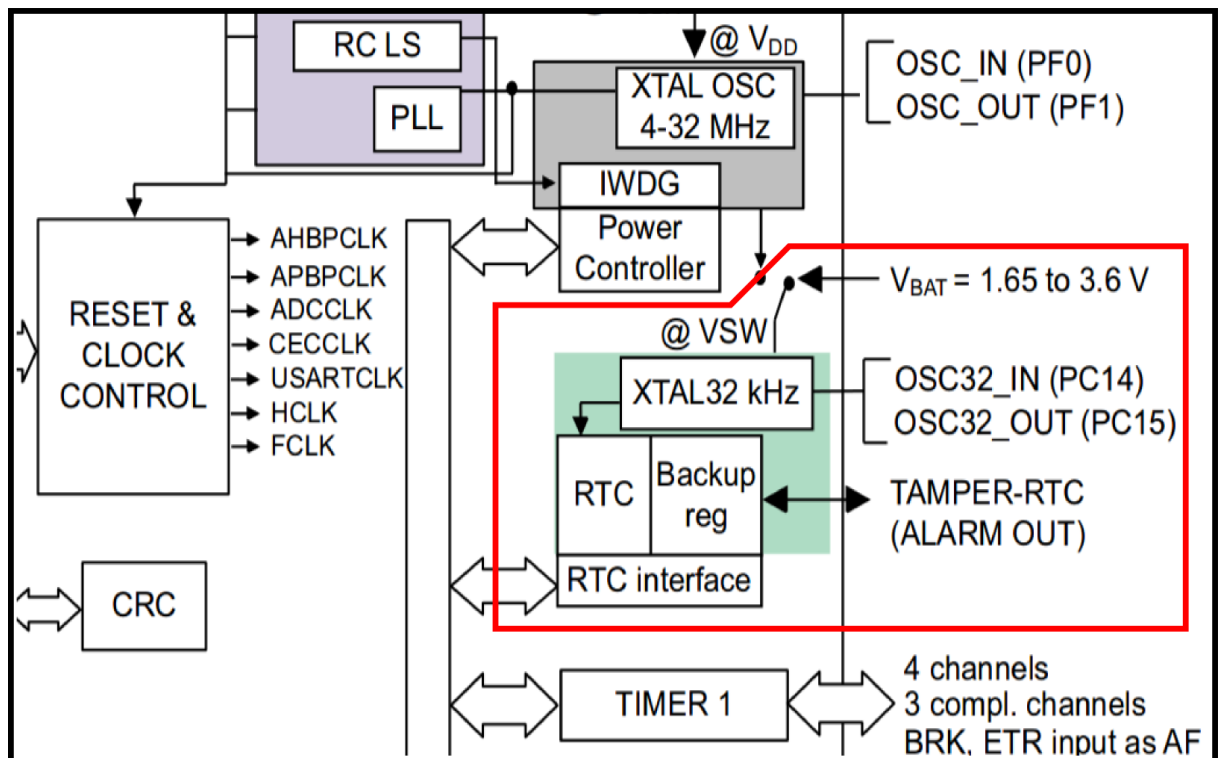 RC LS
PLL
@ VDD
XTAL OSC
4-32 MHz
OSC_IN (PF0)
OSC_OUT (PF1)
IWDG
Power
Controller
RESET &
CLOCK
CONTROL
AHBPCLK
APBPCLK
ADCCLK
CECCLK
USARTCLK
HCLK
FCLK
VBAT = 1.65 to 3.6 V
@ VSW
XTAL32 kHz
OSC32_IN (PC14)
OSC32_OUT (PC15)
RTC
Backup
reg
TAMPER-RTC
(ALARM OUT)
RTC interface
CRC
TIMER 1
4 channels
3 compl. channels
BRK, ETR input as AF